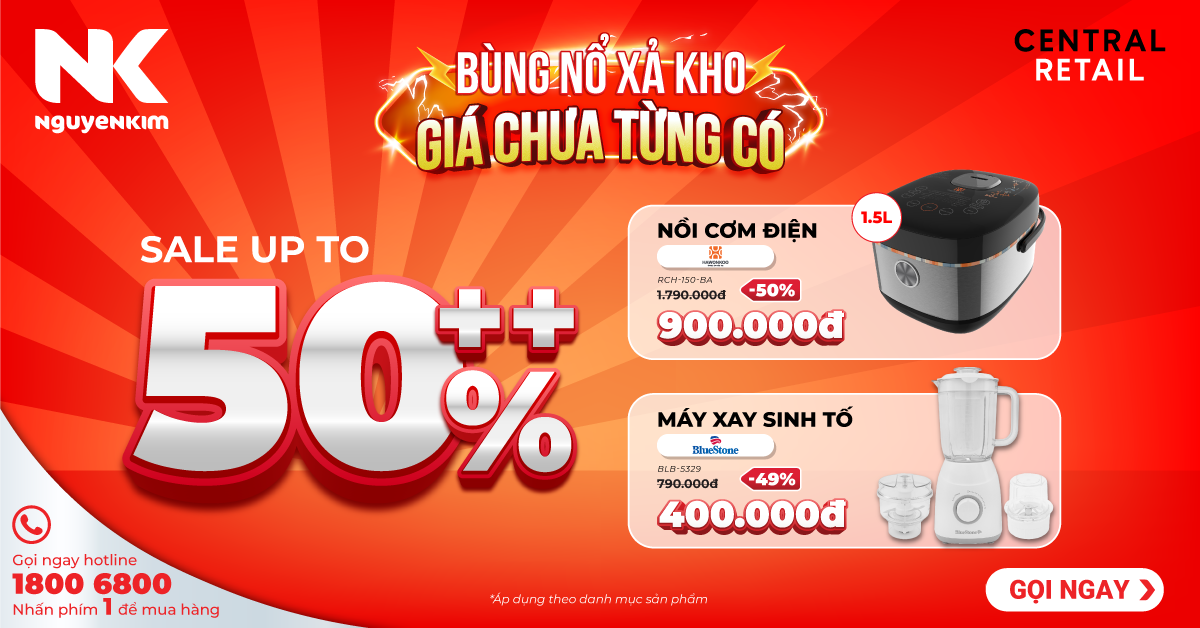 NK
NGUYENKIM
CENTRAL
RETAIL
BÙNG NỔ XẢ KHO
GIÁ CHƯA TỪNG CÓ
SALE UP TO
50++%
NỒI CƠM ĐIỆN
HAWONKOO
RCH-150-BA
1.790.000đ
-50%
900.000đ
1.5L
MÁY XAY SINH TỐ
BlueStone
BLB-5329
790.000đ
-49%
400.000đ
BlueStone
Gọi ngay hotline
1800 6800
Nhấn phím 1 để mua hàng
*Áp dụng theo danh mục sản phẩm
GỌI NGAY